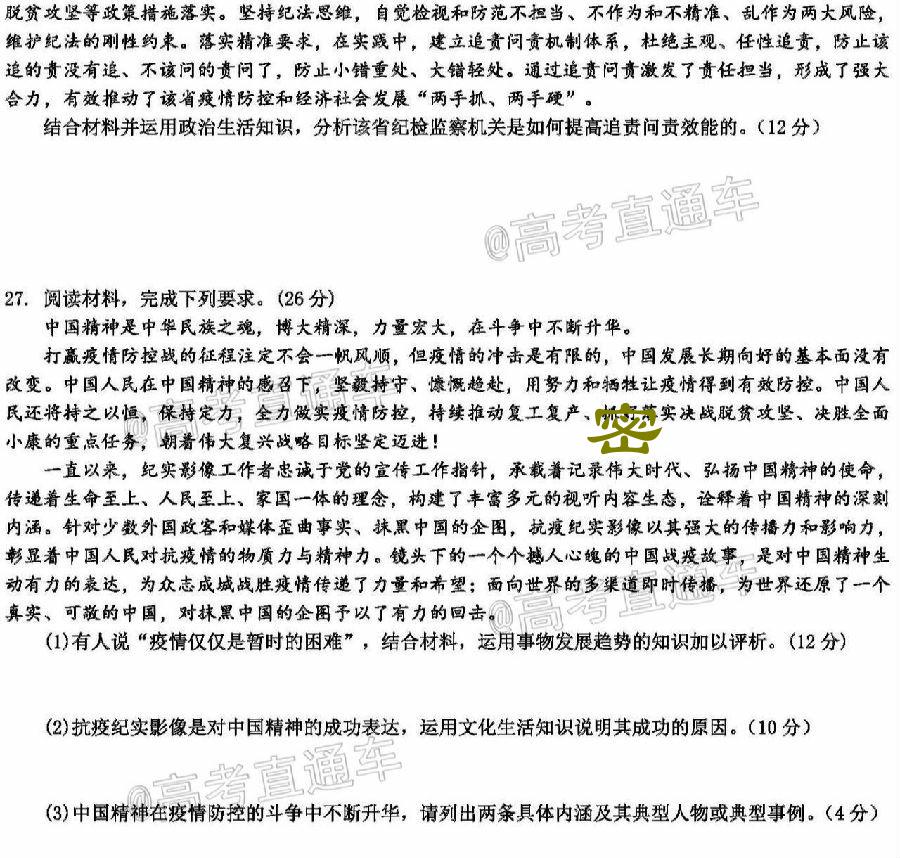 脱贫攻坚等政策措施落实。坚持纪法思维，自觉检视和防范不担当、不作为和不精准、乱作为两大风险，
维护纪法的刚性约束。落实精准要求，在实践中，建立追责问责机制体系，杜绝主观、任性追责，防止该
追的责没有追、不该问的责问了，防止小错重处、大错轻处。通过追责问责激发了责任担当，形成了强大
合力，有效推动了该省疫情防控和经济社会发展“两手抓、两手硬”。
结合材料并运用政治生活知识，分析该省纪检监察机关是如何提高追责问责效能的。（12分）
@高考直通车
27. 阅读材料，完成下列要求。(26分)
中国精神是中华民族之魂，博大精深，力量宏大，在斗争中不断升华。
打赢疫情防控战的征程注定不会一帆风顺，但疫情的冲击是有限的，中国发展长期向好的基本面没有
改变。中国人民在中国精神的感召下，坚毅持守、慷慨趋赴，用努力和牺牲让疫情得到有效防控。中国人
民还将持之以恒、保持定力，全力做实疫情防控，持续推动复工复产、抓好落实决战脱贫攻坚、决胜全面
小康的重点任务，朝着伟大复兴战略目标坚定迈进！
@高考直通车
密
一直以来，纪实影像工作者忠诚于党的宣传工作指针，承载着记录伟大时代、弘扬中国精神的使命，
传递着生命至上、人民至上、家国一体的理念，构建了丰富多元的视听内容生态，诠释着中国精神的深刻
内涵。针对少数外国政客和媒体歪曲事实、抹黑中国的企图，抗疫纪实影像以其强大的传播力和影响力，
彰显着中国人民对抗疫情的物质力与精神力。镜头下的一个个撼人心魄的中国战疫故事，是对中国精神生
动有力的表达，为众志成城战胜疫情传递了力量和希望；面向世界的多渠道即时传播，为世界还原了一个
真实、可敬的中国，对抹黑中国的企图予以了有力的回击。
@高考直通车
(1)有人说“疫情仅仅是暂时的困难”，结合材料，运用事物发展趋势的知识加以评析。（12分）
(2)抗疫纪实影像是对中国精神的成功表达，运用文化生活知识说明其成功的原因。（10分）
@高考直通车
(3)中国精神在疫情防控的斗争中不断升华，请列出两条具体内涵及其典型人物或典型事例。（4分）